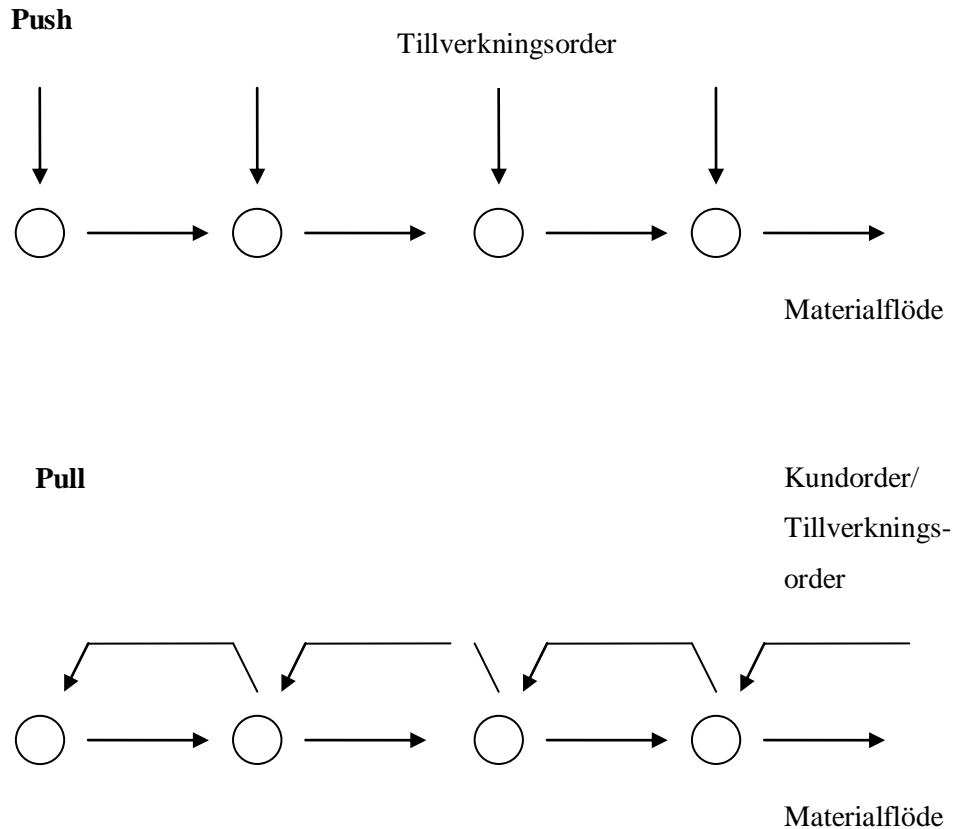 Push
Tillverkningsorder
Materialflöde
Pull
Kundorder/
Tillverknings-
order
Materialflöde